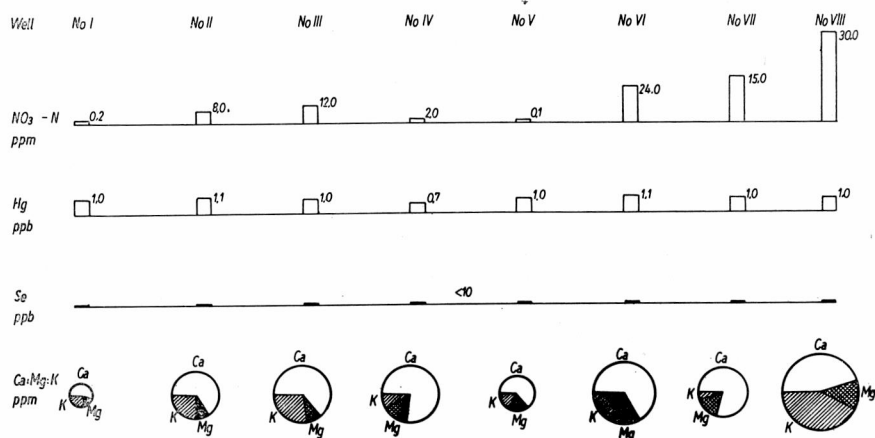 Well No I No II No III No IV No V No VI No VII No VIII
NO3 - N ppm 0.2 8,0. 12.0 2.0 0,1 24.0 15.0 30.0
Hg ppb 1,0 1,1 1,0 0,7 1,0 1,1 1,0 1.0
Se ppb <10
Ca:Mg:K ppm
Ca K Mg
Ca K Mg
Ca K Mg
Ca K Mg
Ca K Mg
Ca K Mg
Ca K Mg
Ca Mg K